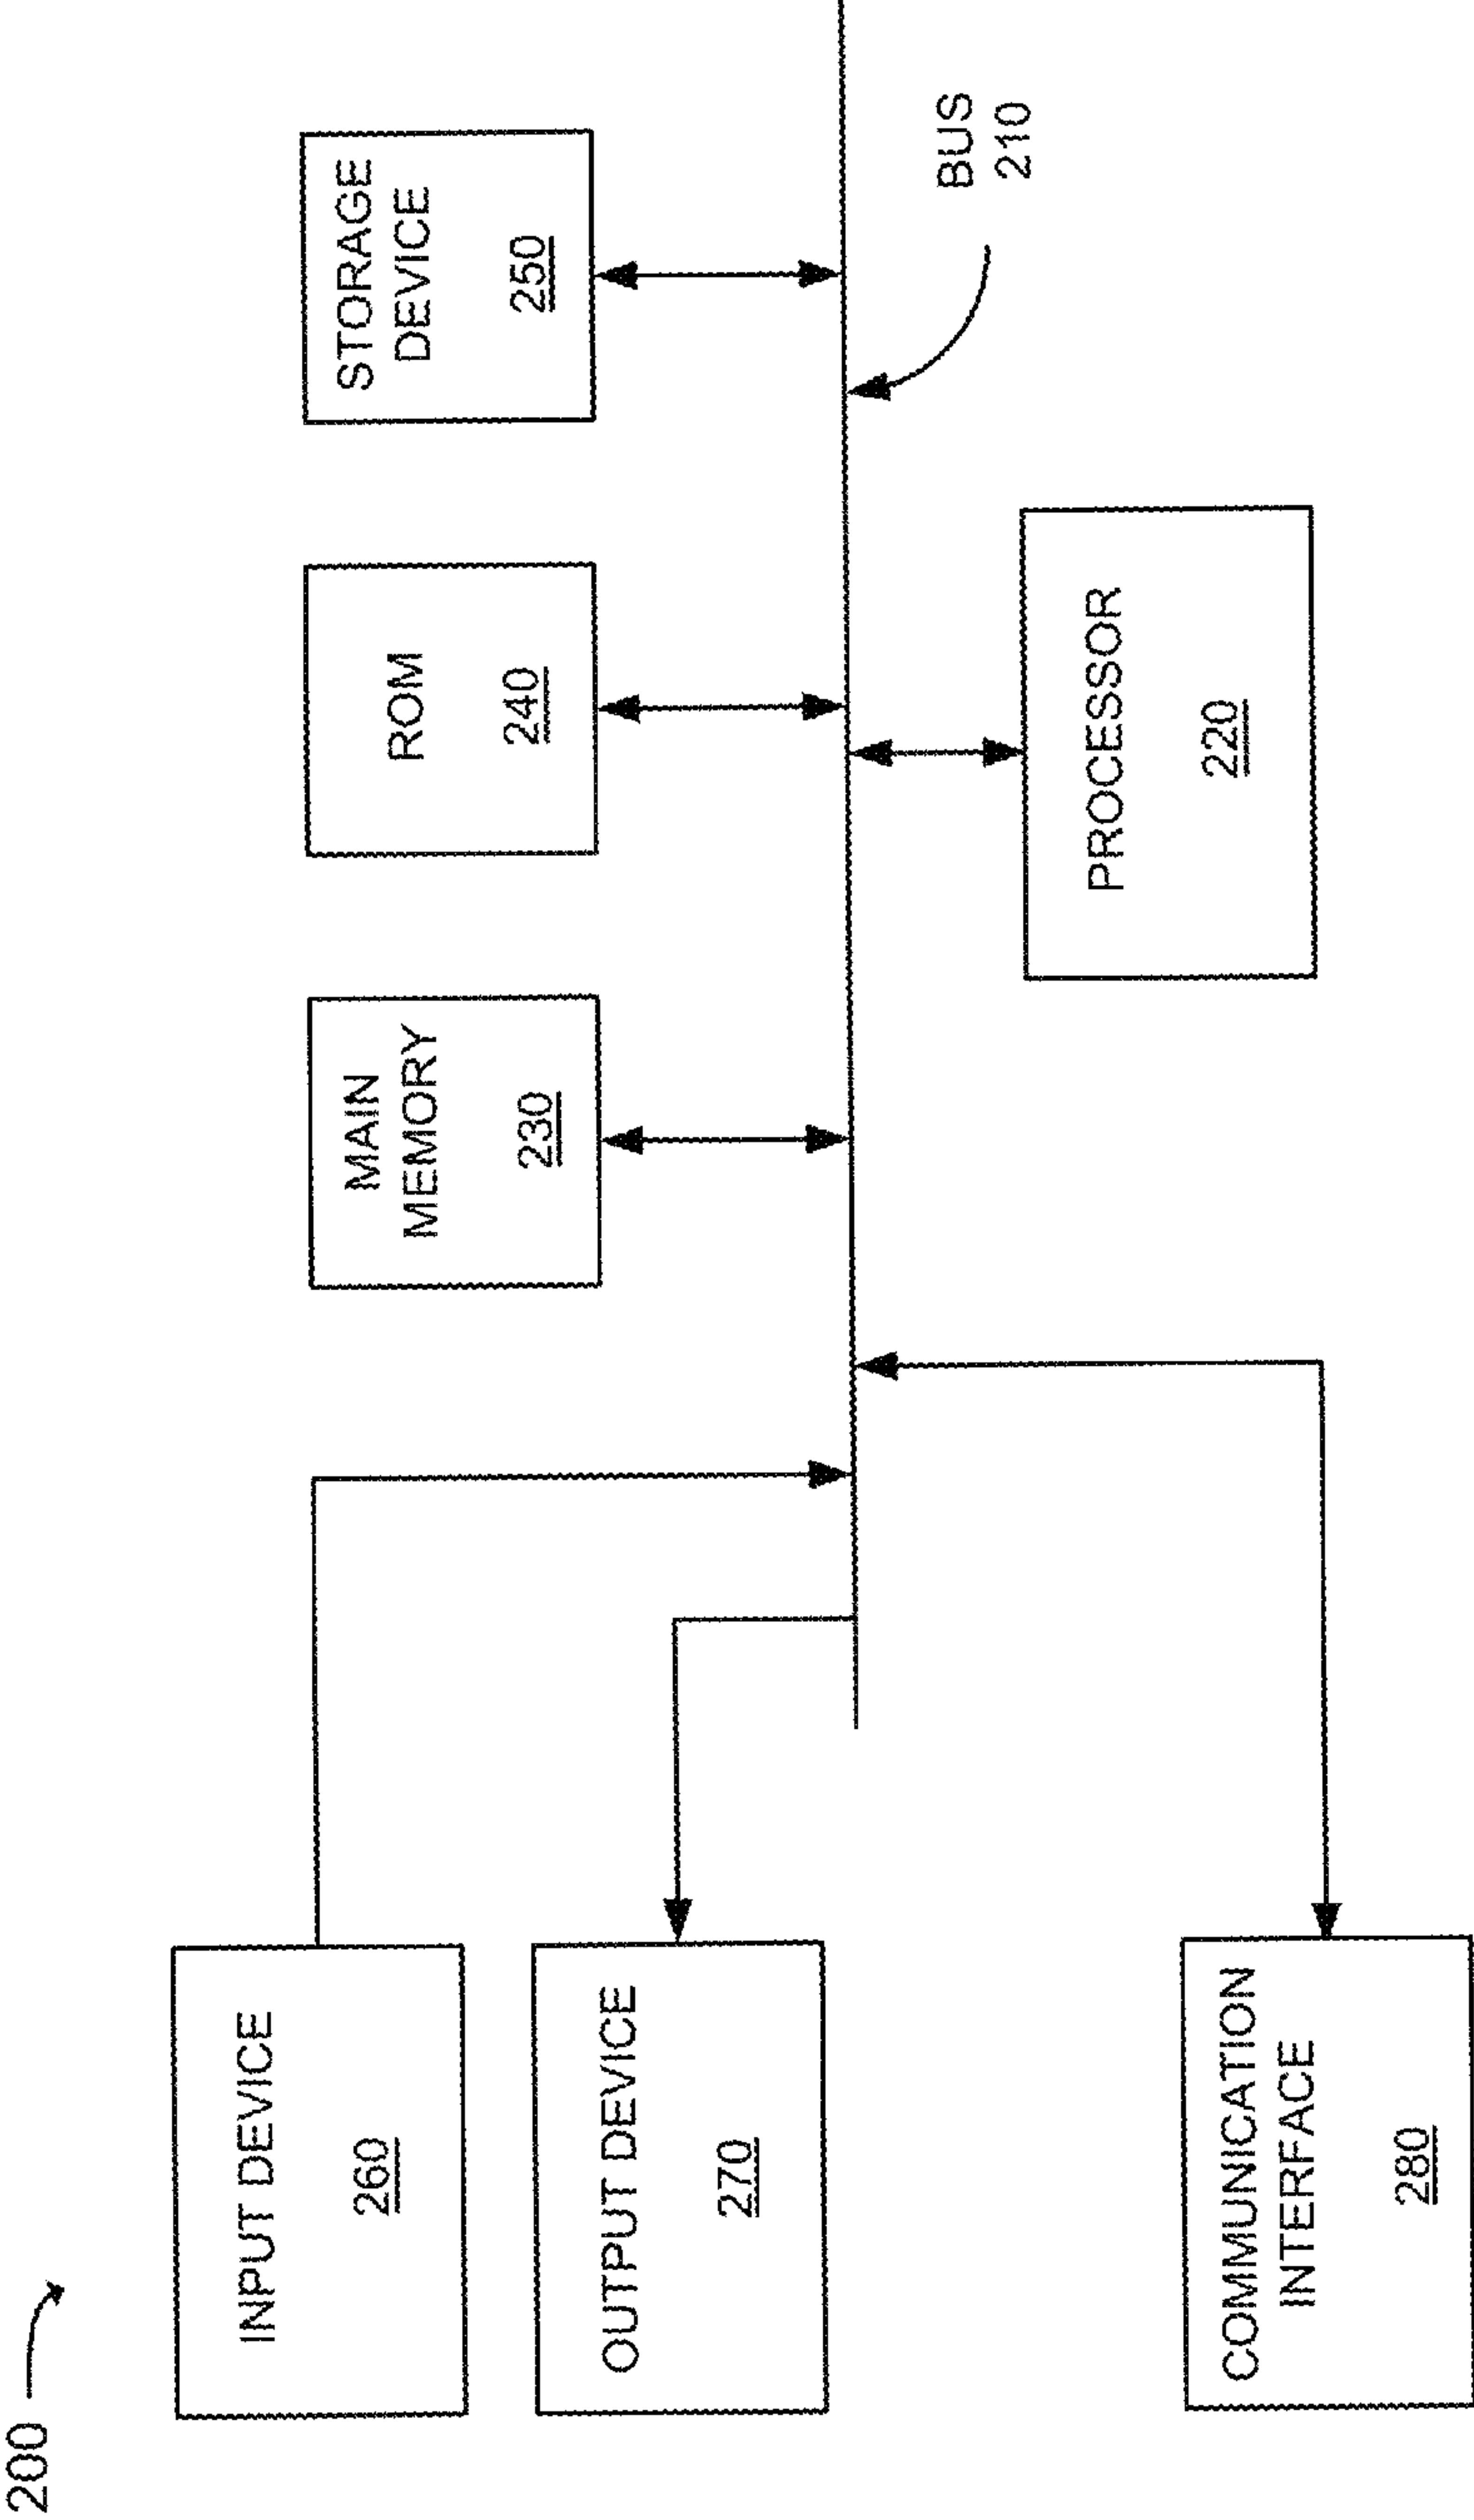 200
MAIN
MEMORY
230
ROM
240
STORAGE
DEVICE
250
INPUT DEVICE
260
OUTPUT DEVICE
270
BUS
210
PROCESSOR
220
COMMUNICATION
INTERFACE
280